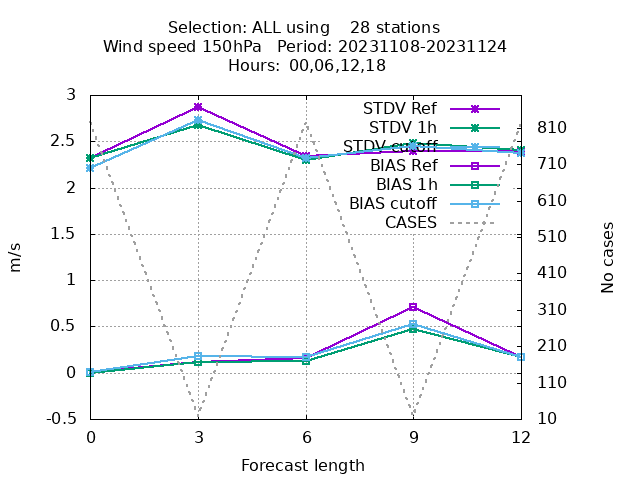 Selection: ALL using 28 stations
Wind speed 150hPa Period: 20231108-20231124
Hours: 00,06,12,18
3
2.5
2
1.5
1
0.5
0
-0.5
m/s
STDV Ref
STDV 1h
STDV cutoff
BIAS Ref
BIAS 1h
BIAS cutoff
CASES
810
710
610
510
410
310
210
110
10
No cases
0 3 6 9 12
Forecast length